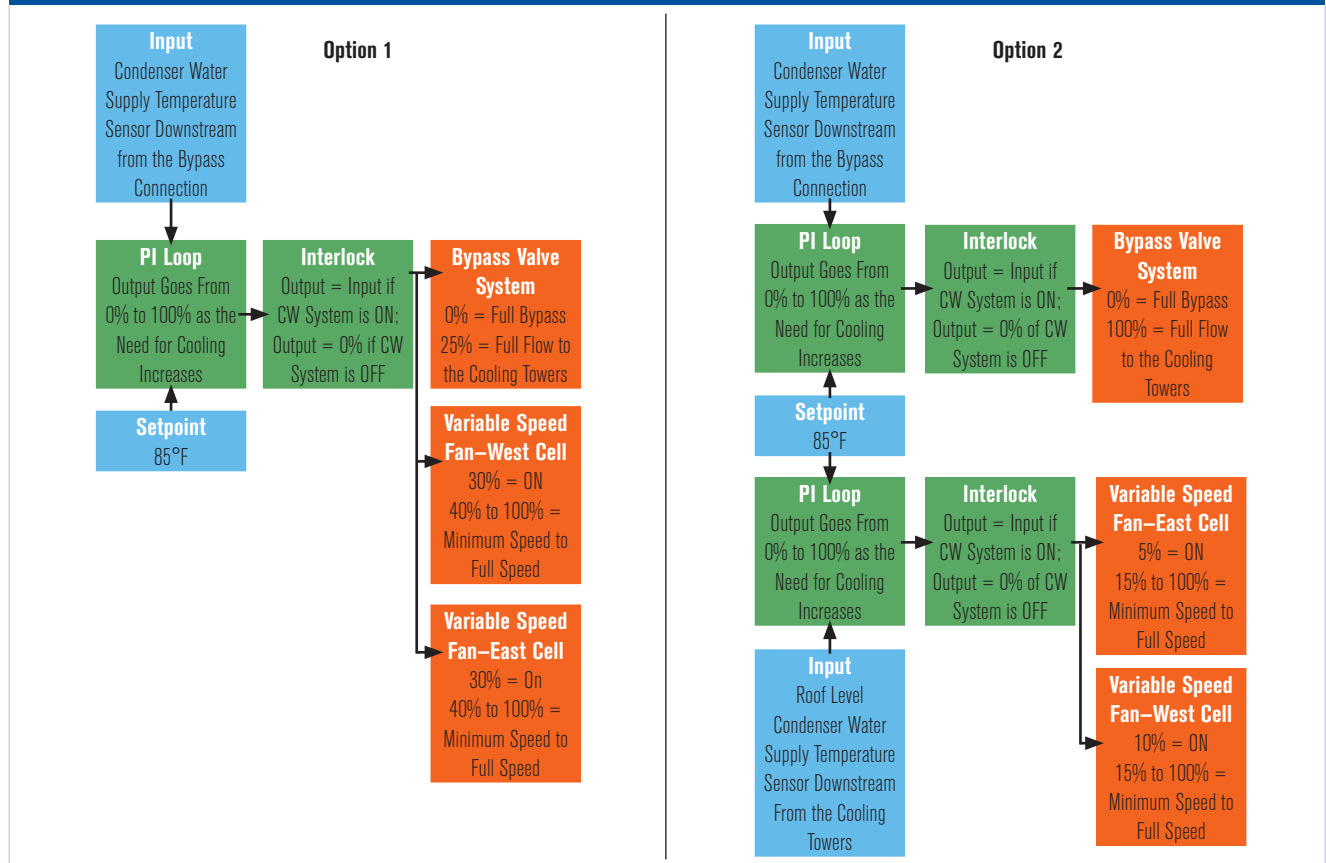 Option 1
Input
Condenser Water
Supply Temperature
Sensor Downstream
from the Bypass
Connection
PI Loop
Output Goes From
0% to 100% as the
Need for Cooling
Increases
Interlock
Output = Input if
CW System is ON;
Output = 0% if CW
System is OFF
Bypass Valve
System
0% = Full Bypass
25% = Full Flow to
the Cooling Towers
Setpoint
85°F
Variable Speed
Fan–West Cell
30% = ON
40% to 100% =
Minimum Speed to
Full Speed
Variable Speed
Fan–East Cell
30% = On
40% to 100% =
Minimum Speed to
Full Speed
Option 2
Input
Condenser Water
Supply Temperature
Sensor Downstream
from the Bypass
Connection
PI Loop
Output Goes From
0% to 100% as the
Need for Cooling
Increases
Interlock
Output = Input if
CW System is ON;
Output = 0% of CW
System is OFF
Bypass Valve
System
0% = Full Bypass
100% = Full Flow
to the Cooling
Towers
Setpoint
85°F
PI Loop
Output Goes From
0% to 100% as the
Need for Cooling
Increases
Interlock
Output = Input if
CW System is ON;
Output = 0% of CW
System is OFF
Variable Speed
Fan–East Cell
5% = ON
15% to 100% =
Minimum Speed to
Full Speed
Input
Roof Level
Condenser Water
Supply Temperature
Sensor Downstream
From the Cooling
Towers
Variable Speed
Fan–West Cell
10% = ON
15% to 100% =
Minimum Speed to
Full Speed